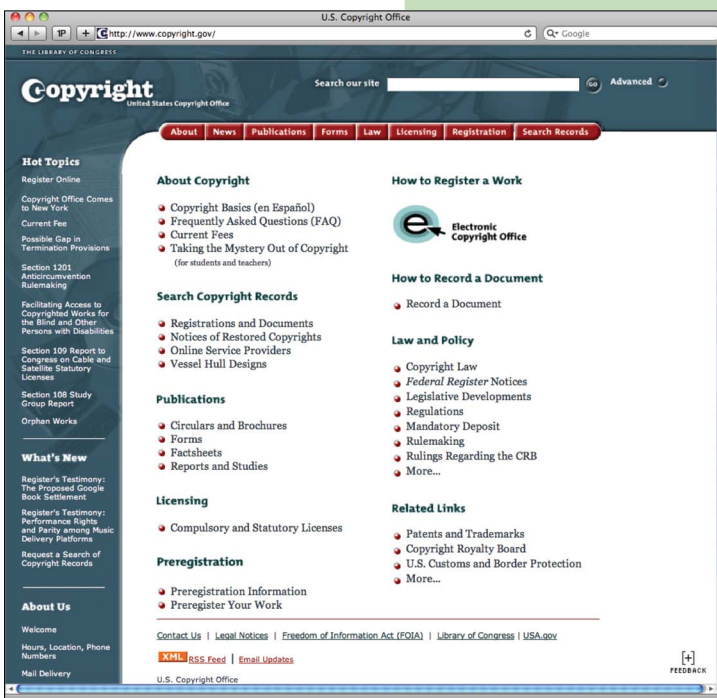 U.S. Copyright Office
1P + http://www.copyright.gov/ Google
THE LIBRARY OF CONGRESS
Copyright
United States Copyright Office
Search our site GO Advanced
About News Publications Forms Law Licensing Registration Search Records
Hot Topics
Register Online
Copyright Office Comes
to New York
Current Fee
Possible Gap in
Termination Provisions
Section 1201
Anticircumvention
Rulemaking
Facilitating Access to
Copyrighted Works for
the Blind and Other
Persons with Disabilities
Section 109 Report to
Congress on Cable and
Satellite Statutory
Licenses
Section 108 Study
Group Report
Orphan Works
What's New
Register's Testimony:
The Proposed Google
Book Settlement
Register's Testimony:
Performance Rights
and Parity among Music
Delivery Platforms
Request a Search of
Copyright Records
About Us
Welcome
Hours, Location, Phone
Numbers
Mail Delivery
About Copyright
Copyright Basics (en Español)
Frequently Asked Questions (FAQ)
Current Fees
Taking the Mystery Out of Copyright
(for students and teachers)
Search Copyright Records
Registrations and Documents
Notices of Restored Copyrights
Online Service Providers
Vessel Hull Designs
Publications
Circulars and Brochures
Forms
Factsheets
Reports and Studies
Licensing
Compulsory and Statutory Licenses
Preregistration
Preregistration Information
Preregister Your Work
How to Register a Work
Electronic
Copyright Office
How to Record a Document
Record a Document
Law and Policy
Copyright Law
Federal Register Notices
Legislative Developments
Regulations
Mandatory Deposit
Rulemaking
Rulings Regarding the CRB
More...
Related Links
Patents and Trademarks
Copyright Royalty Board
U.S. Customs and Border Protection
More...
Contact Us | Legal Notices | Freedom of Information Act (FOIA) | Library of Congress | USA.gov
XML RSS Feed | Email Updates
U.S. Copyright Office
[+]
FEEDBACK